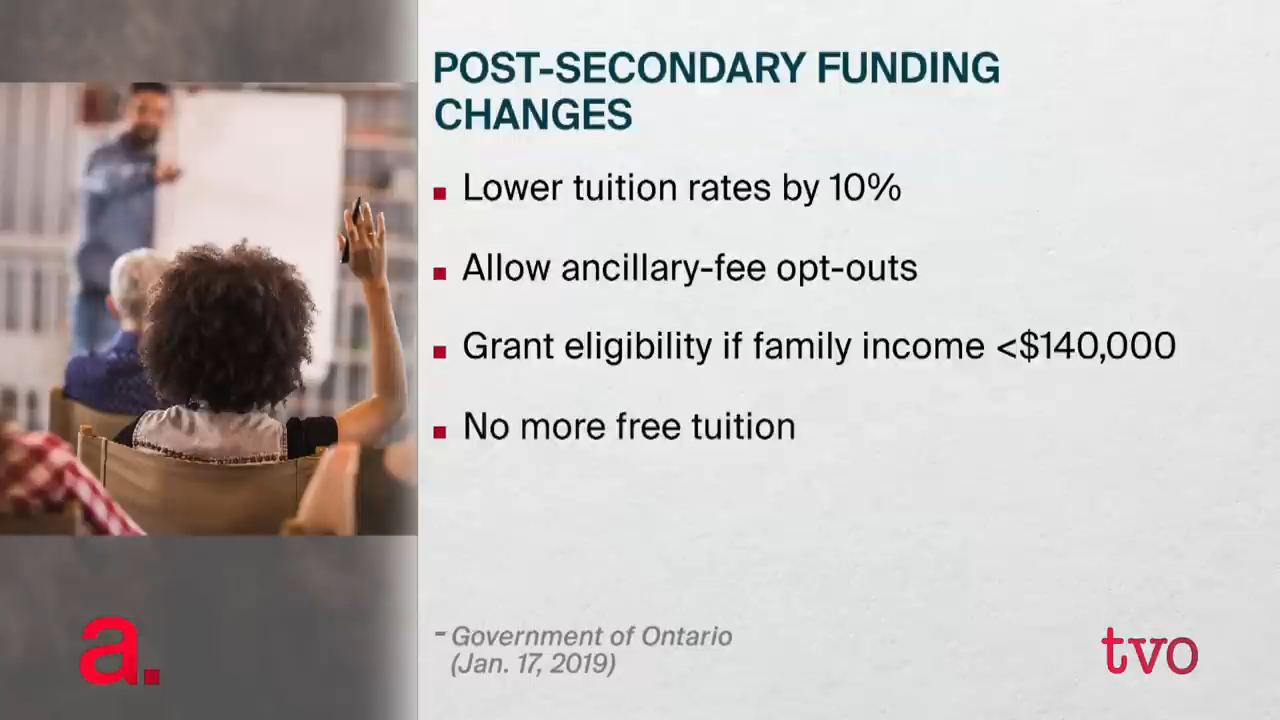 POST-SECONDARY FUNDING
CHANGES
Lower tuition rates by 10%
Allow ancillary-fee opt-outs
Grant eligibility if family income <$140,000
No more free tuition
- Government of Ontario
(Jan. 17, 2019)
a.
tvo